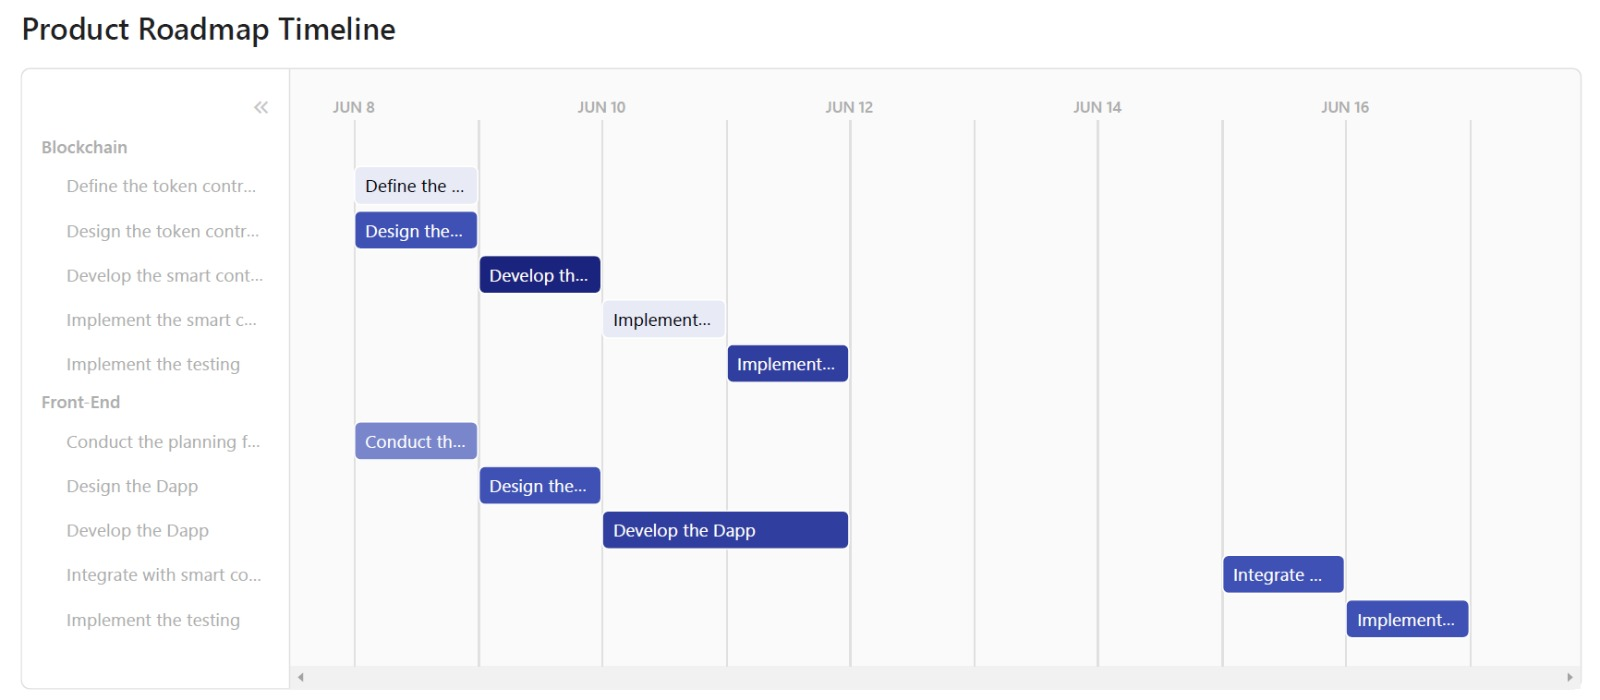 Product Roadmap Timeline
«
JUN 8 JUN 10 JUN 12 JUN 14 JUN 16
Blockchain
Define the token contr... Define the ...
Design the token contr... Design the...
Develop the smart cont... Develop th...
Implement the smart c... Implement...
Implement the testing Implement...
Front-End
Conduct the planning f... Conduct th...
Design the Dapp Design the...
Develop the Dapp Develop the Dapp
Integrate with smart co... Integrate ...
Implement the testing Implement...